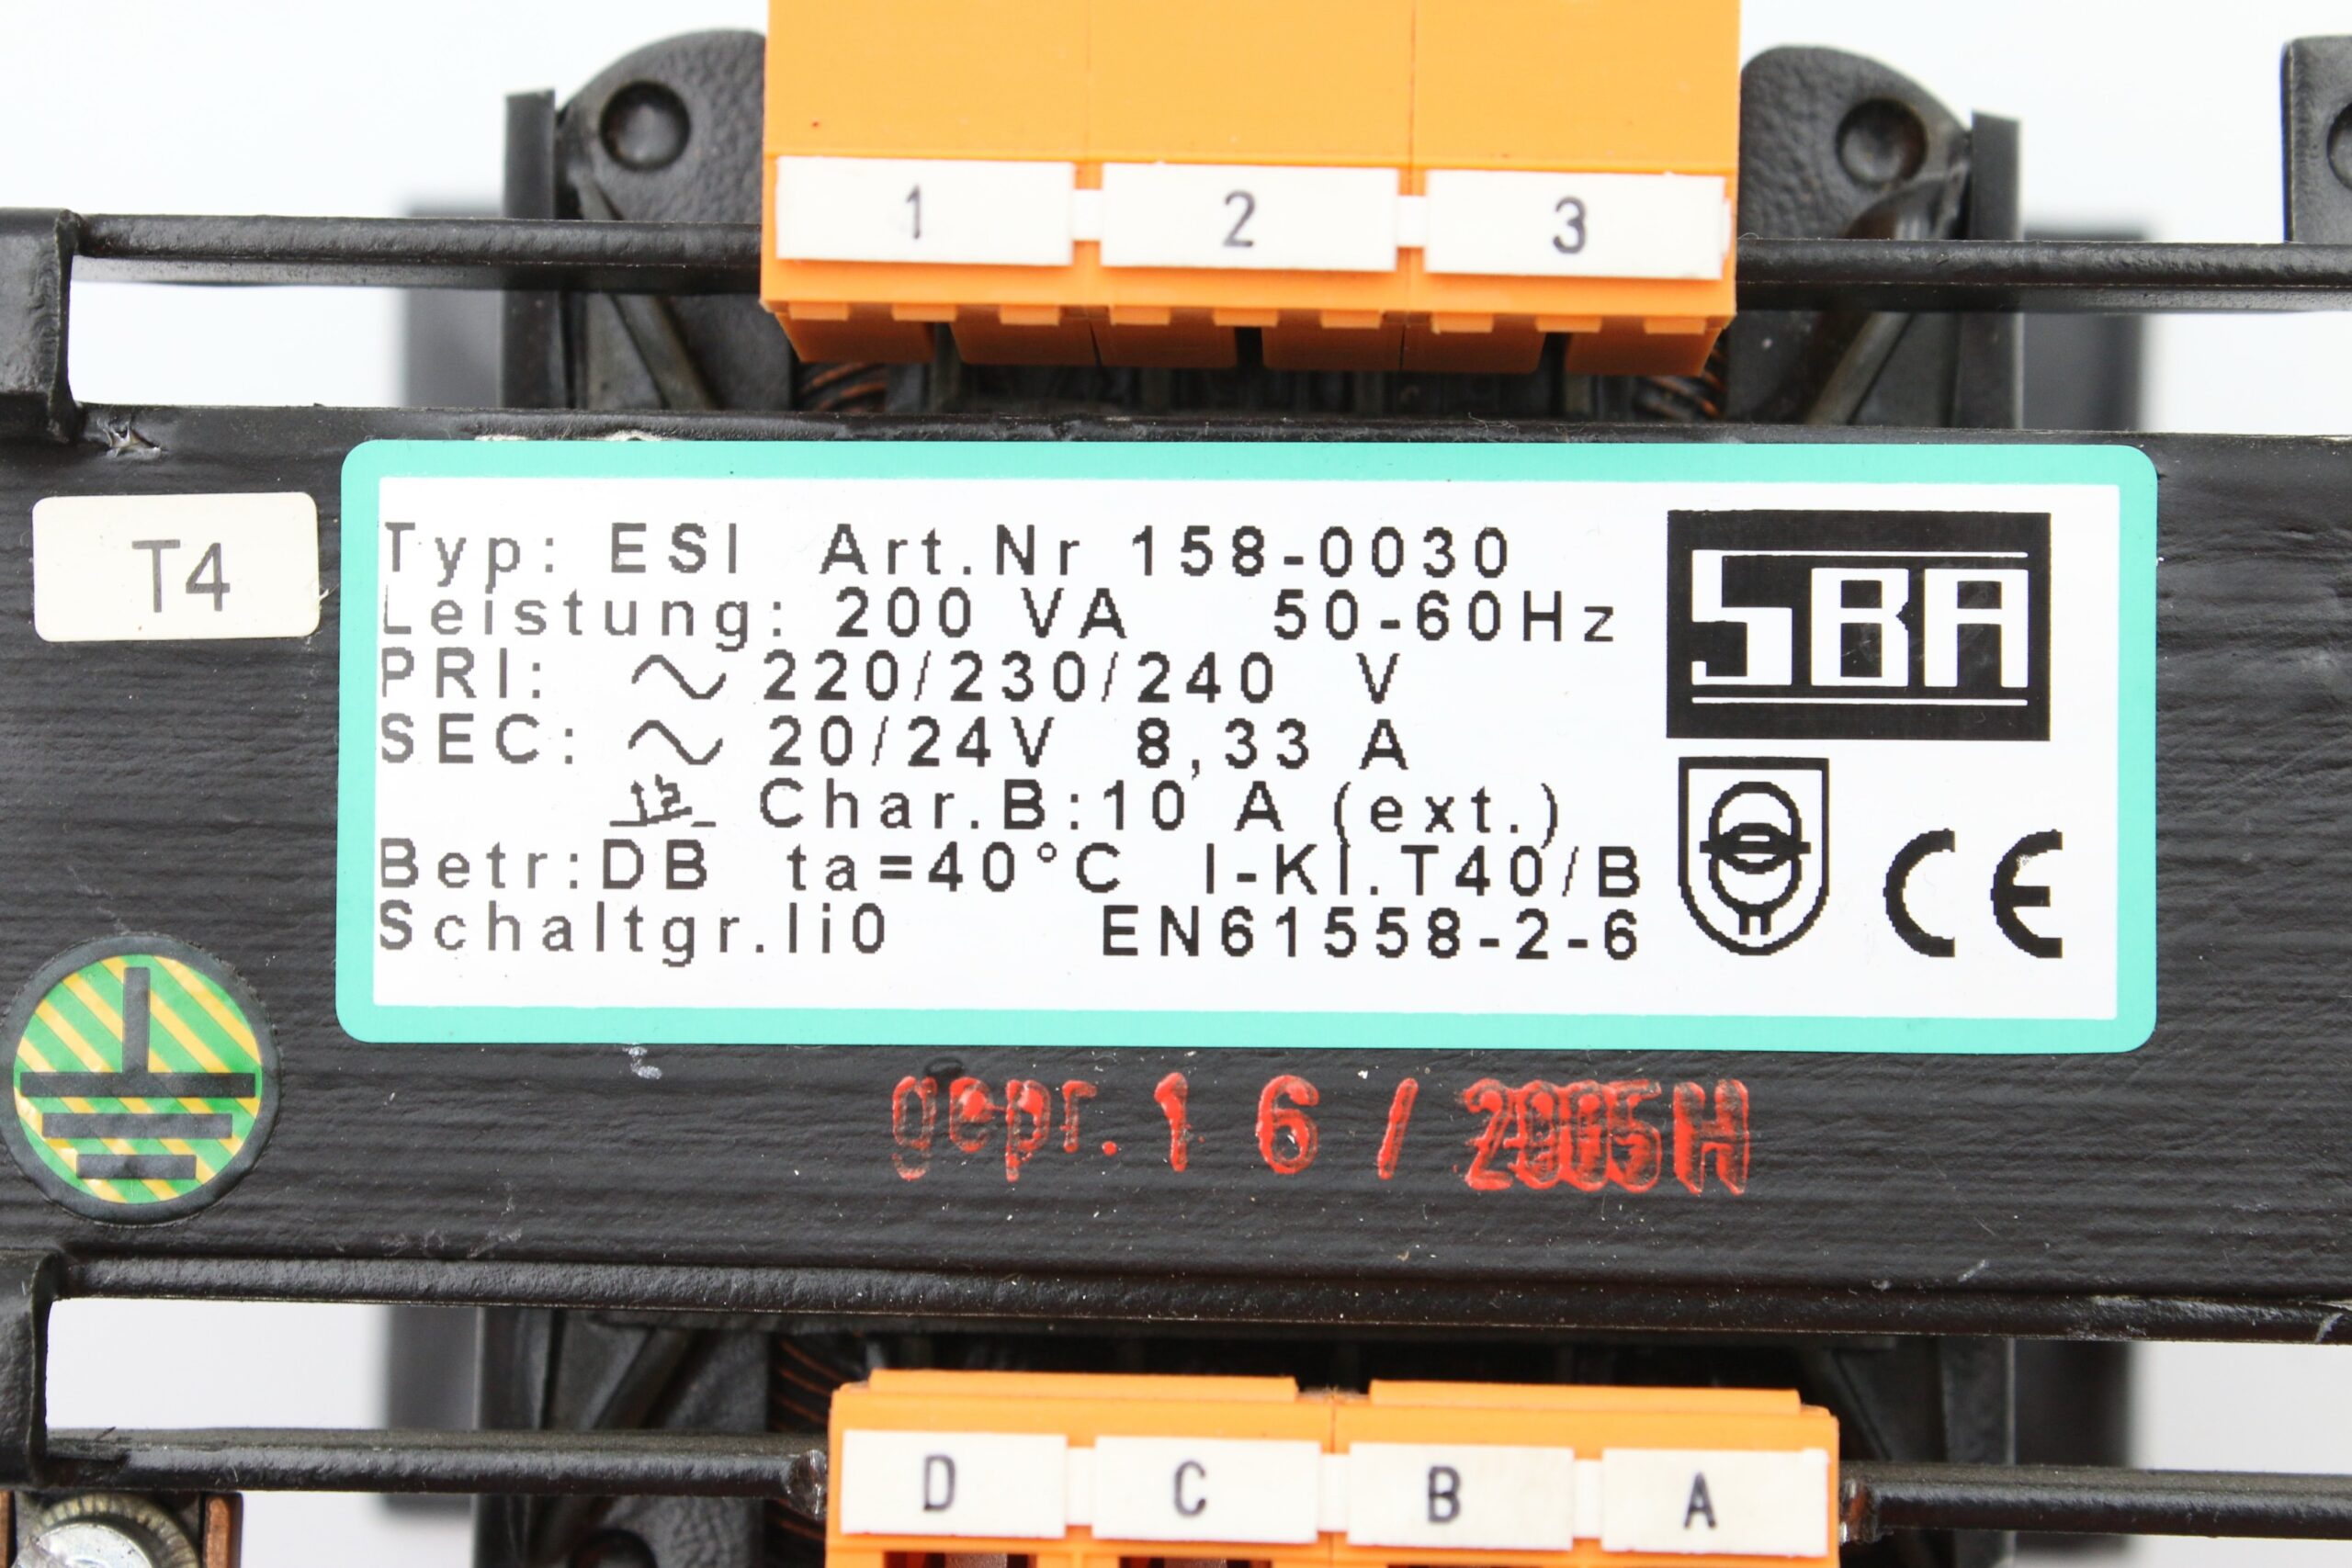 1 2 3
T4
Typ: ESI Art.Nr 158-0030
Leistung: 200 VA 50-60Hz
PRI: ~ 220/230/240 V
SEC: ~ 20/24V 8,33 A
Char.B:10 A (ext.)
Betr:DB ta=40°C I-Kl.T40/B
Schaltgr.Ii0 EN61558-2-6
SBA
CE
gepr.16/2005H
D C B A